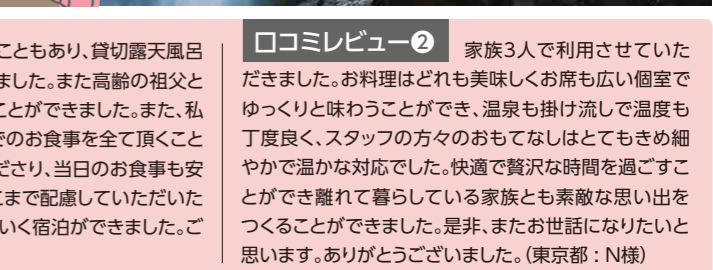 こともあり、貸切露天風呂
ました。また高齢の祖父と
ことができました。また、私
でのお食事を全て頂くこと
ださり、当日のお食事も安
こまで配慮していただいた
いく宿泊ができました。ご
口コミレビュー❷
家族3人で利用させていた
だきました。お料理はどれも美味しくお席も広い個室で
ゆっくりと味わうことができ、温泉も掛け流しで温度も
丁度良く、スタッフの方々のおもてなしはとてもきめ細
やかで温かな対応でした。快適で贅沢な時間を過ごすこ
とができ離れて暮らしている家族とも素敵な思い出を
つくることができました。是非、またお世話になりたいと
思います。ありがとうございました。(東京都：N様)